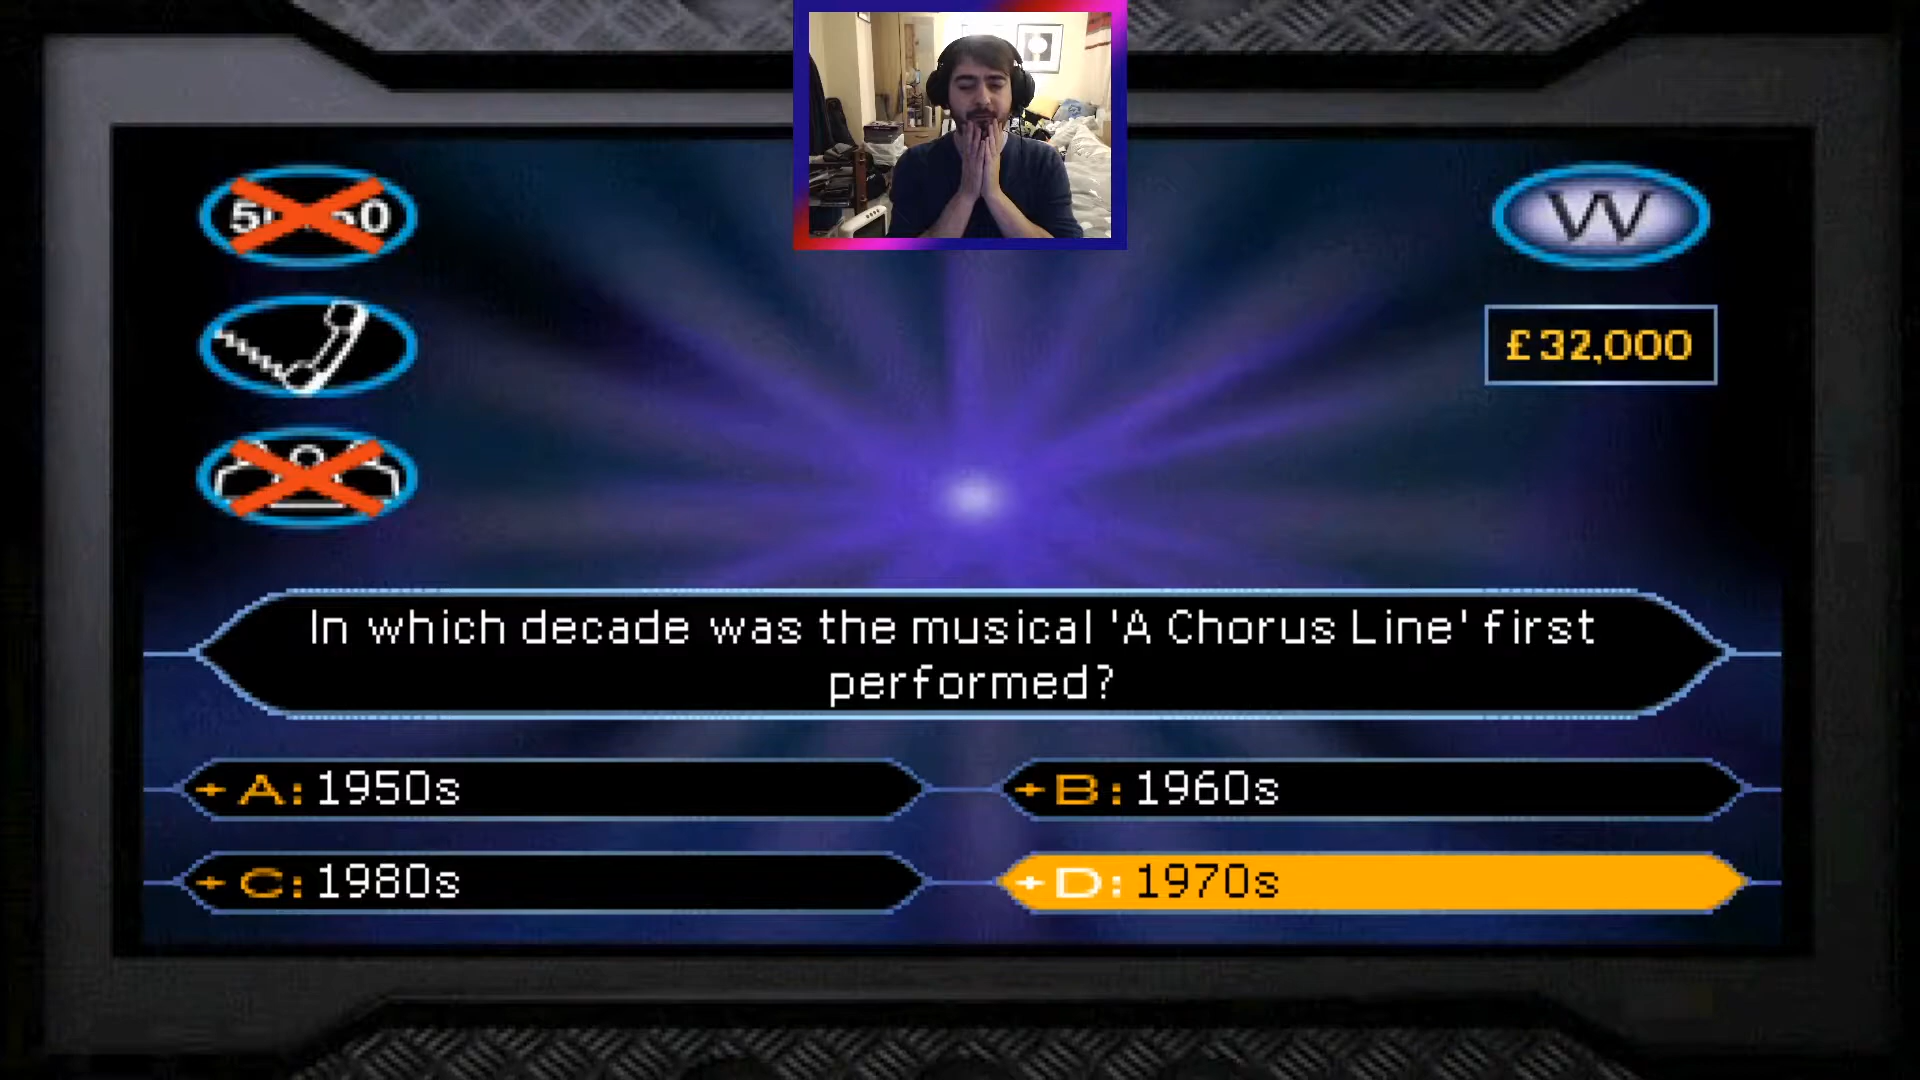 W
£32,000
In which decade was the musical 'A Chorus Line' first
performed?
A: 1950s
B: 1960s
C: 1980s
D: 1970s